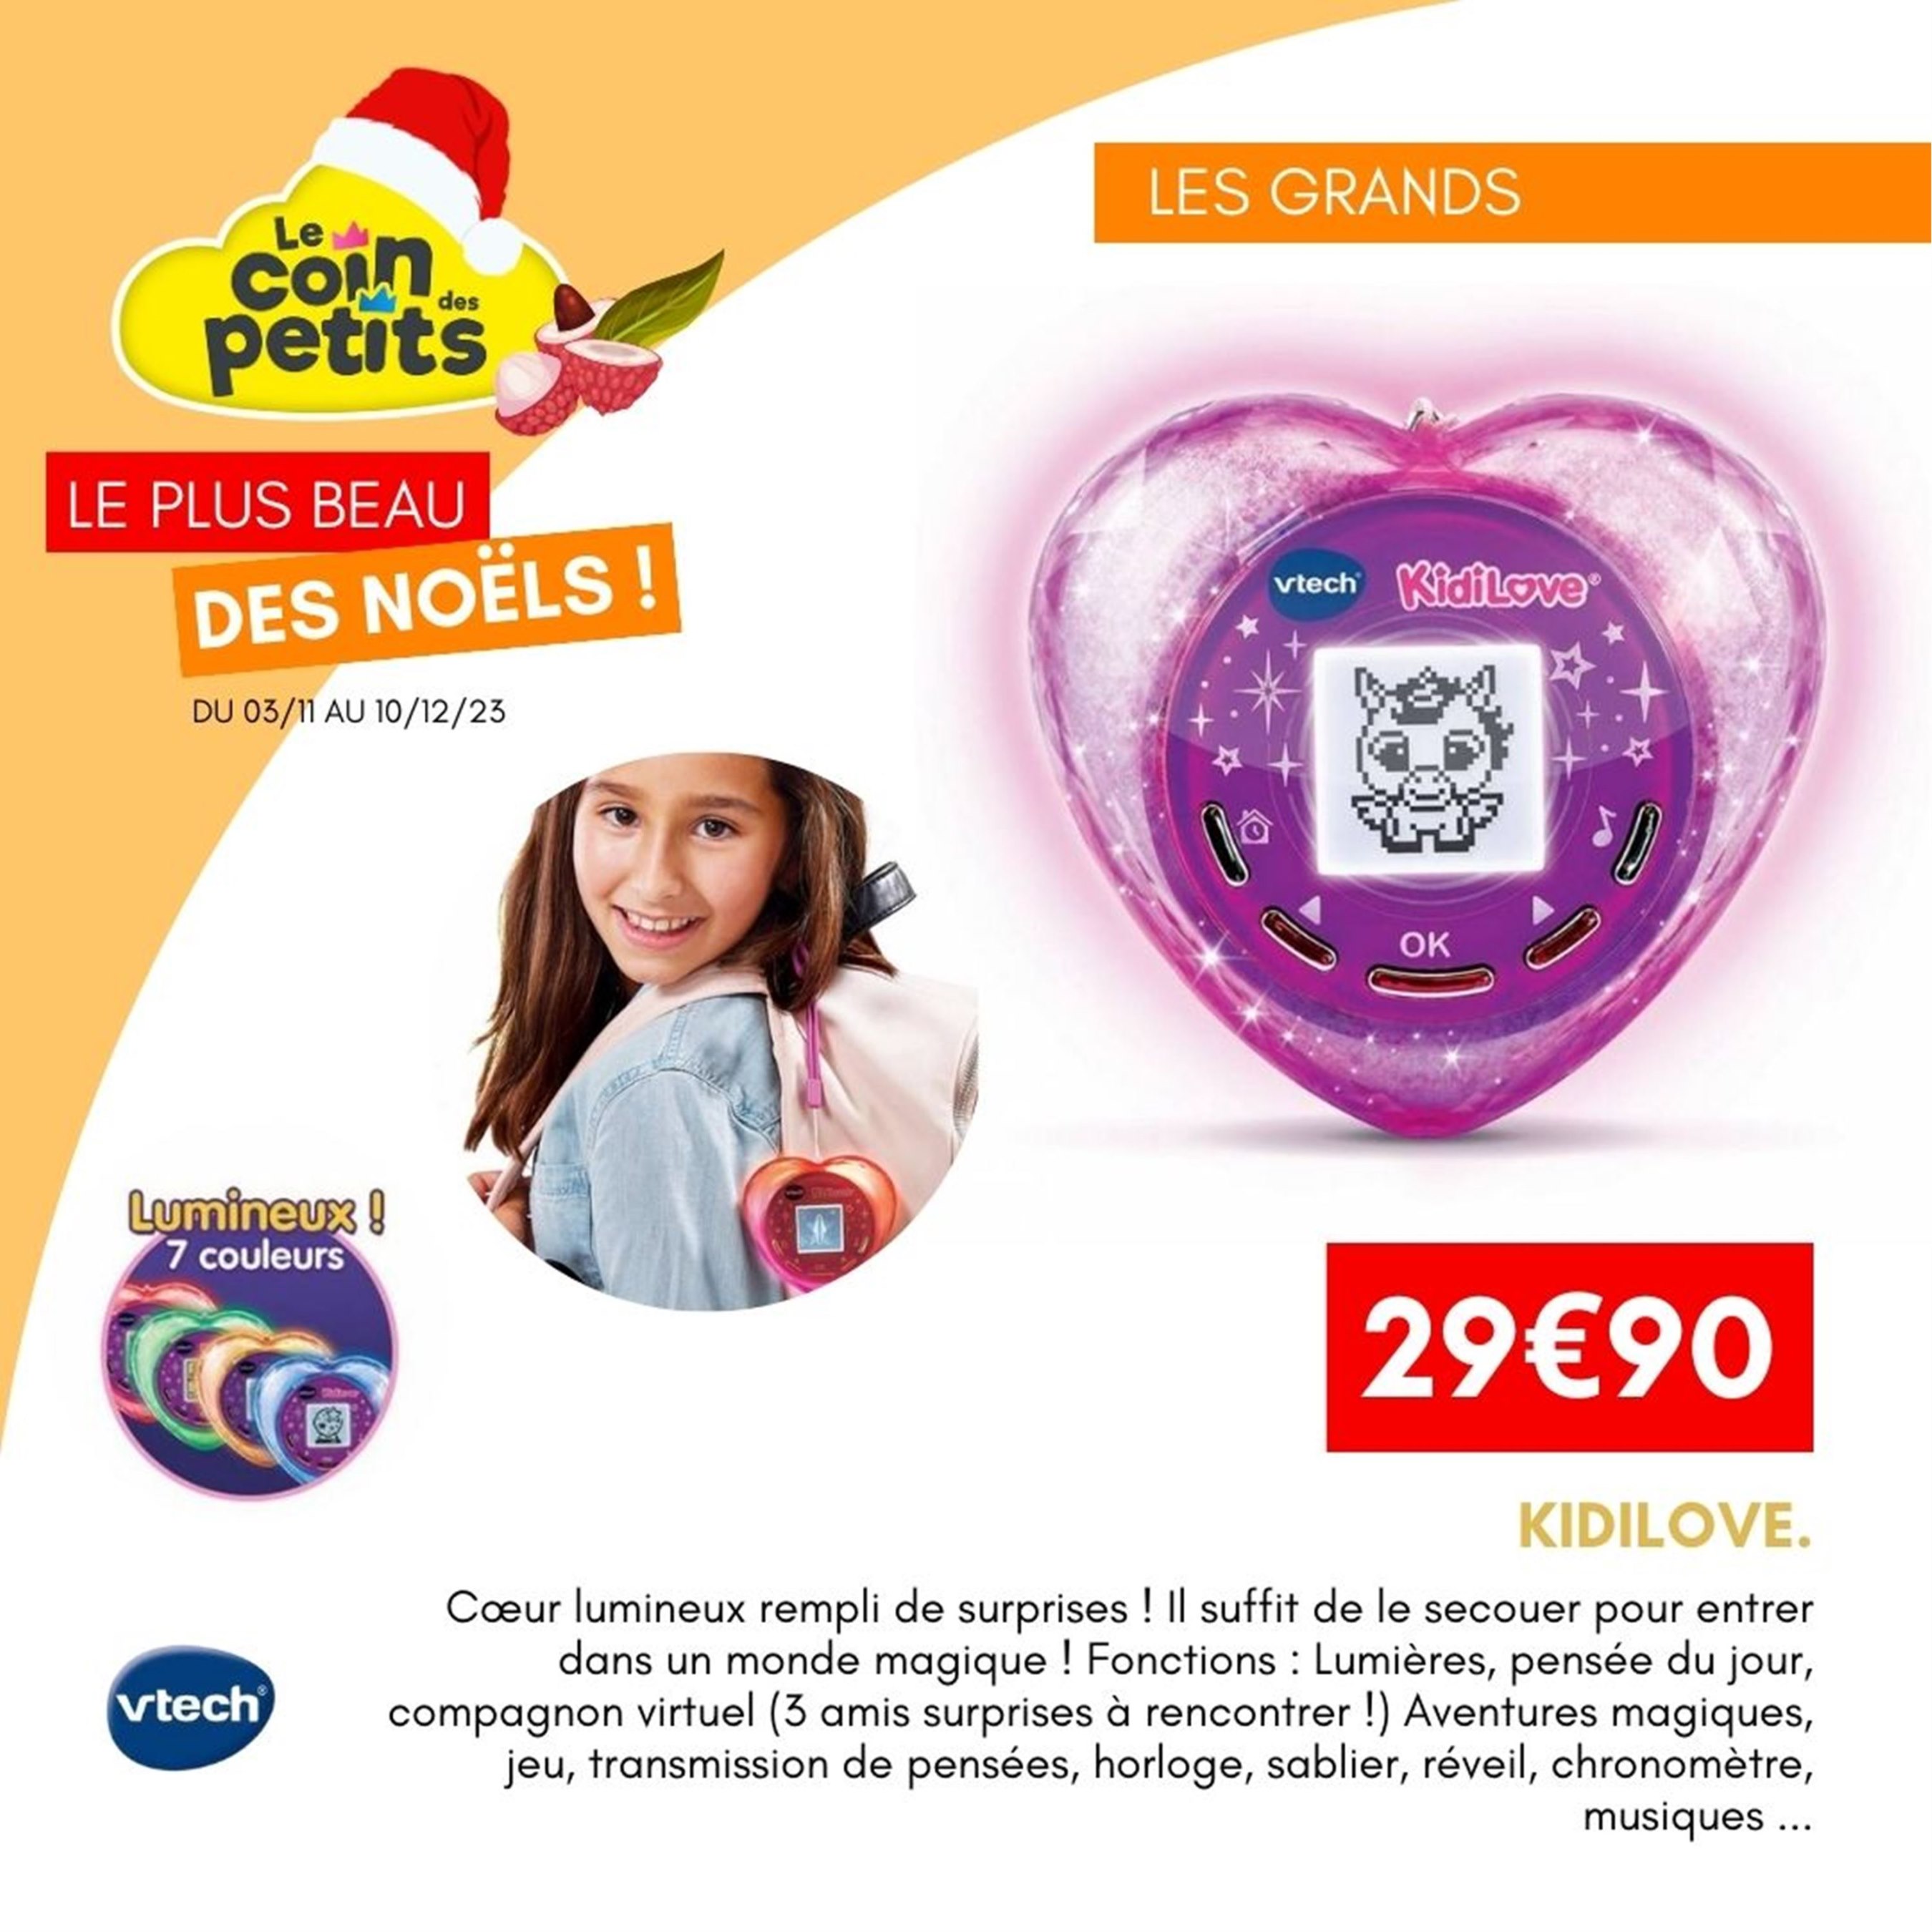 Le
coin
des
petits
LES GRANDS
LE PLUS BEAU
DES NOËLS !
DU 03/11 AU 10/12/23
vtech
KidiLove®
OK
Lumineux !
7 couleurs
29€90
KIDILOVE.
Cœur lumineux rempli de surprises ! Il suffit de le secouer pour entrer
dans un monde magique ! Fonctions : Lumières, pensée du jour,
compagnon virtuel (3 amis surprises à rencontrer !) Aventures magiques,
jeu, transmission de pensées, horloge, sablier, réveil, chronomètre,
musiques ...
vtech®